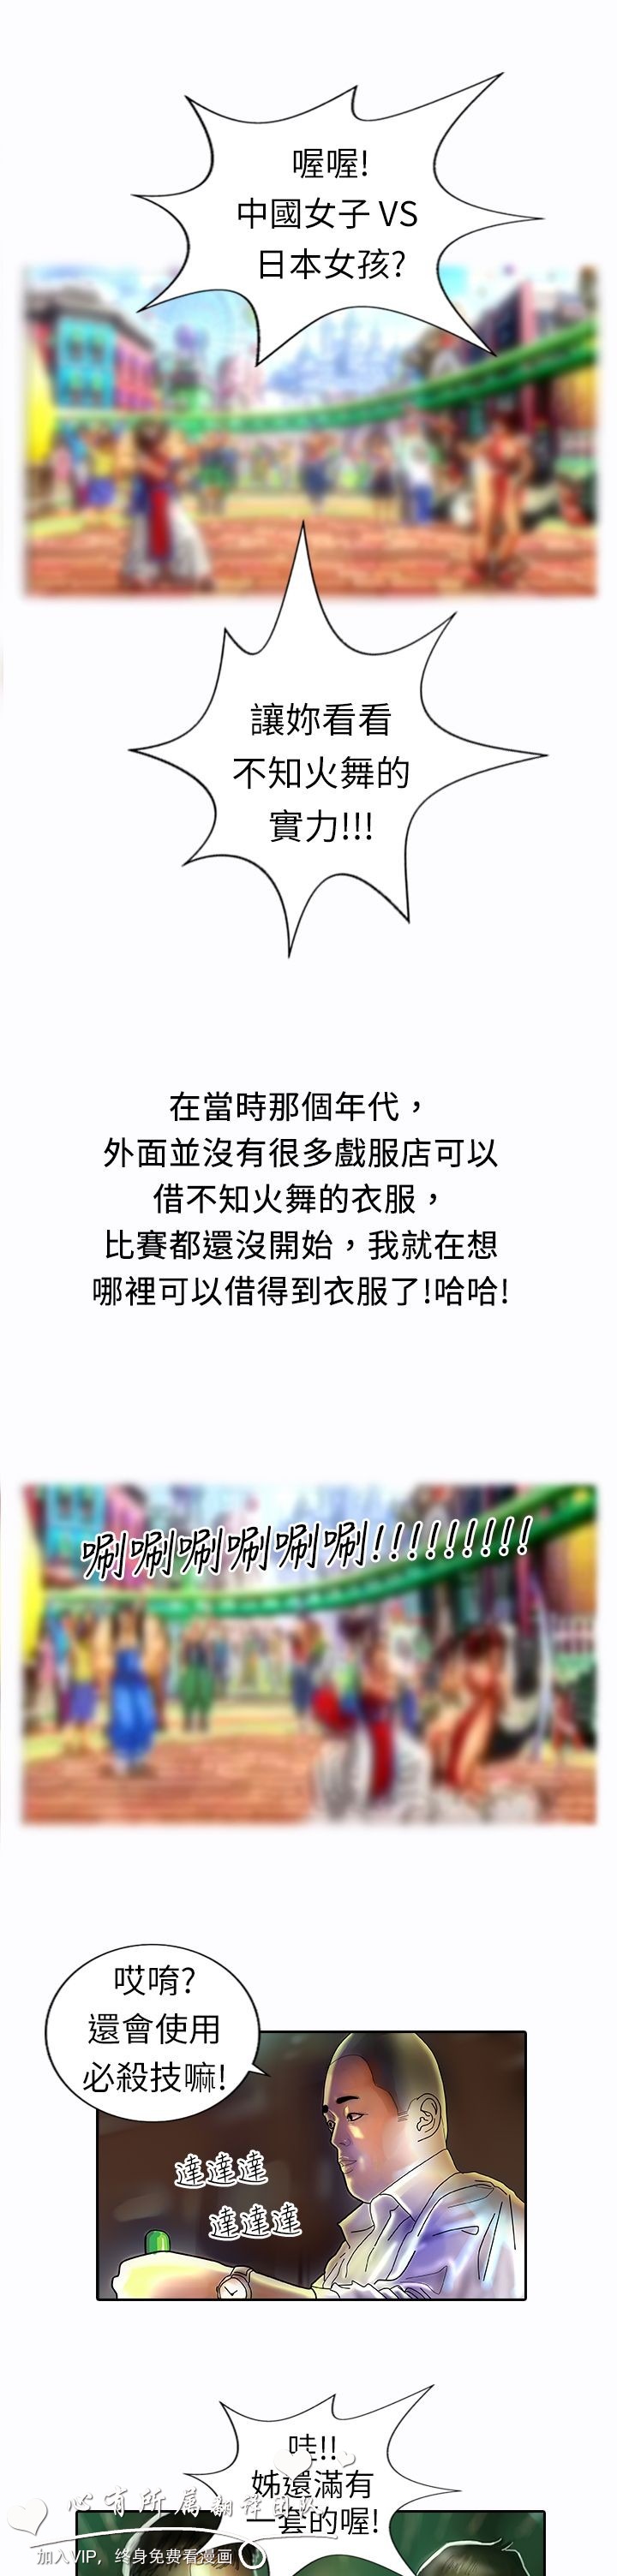 喔喔!
中國女子 VS
日本女孩?
讓妳看看
不知火舞的
實力!!!
在當時那個年代，
外面並沒有很多戲服店可以
借不知火舞的衣服，
比賽都還沒開始，我就在想
哪裡可以借得到衣服了!哈哈!
唰唰唰唰唰唰!!!!!!!!!
哎唷?
還會使用
必殺技嘛!
達達達
達達達
哇!!
姊還滿有
一套的喔!
心有所属翻译团队
加入VIP，终身免费看漫画